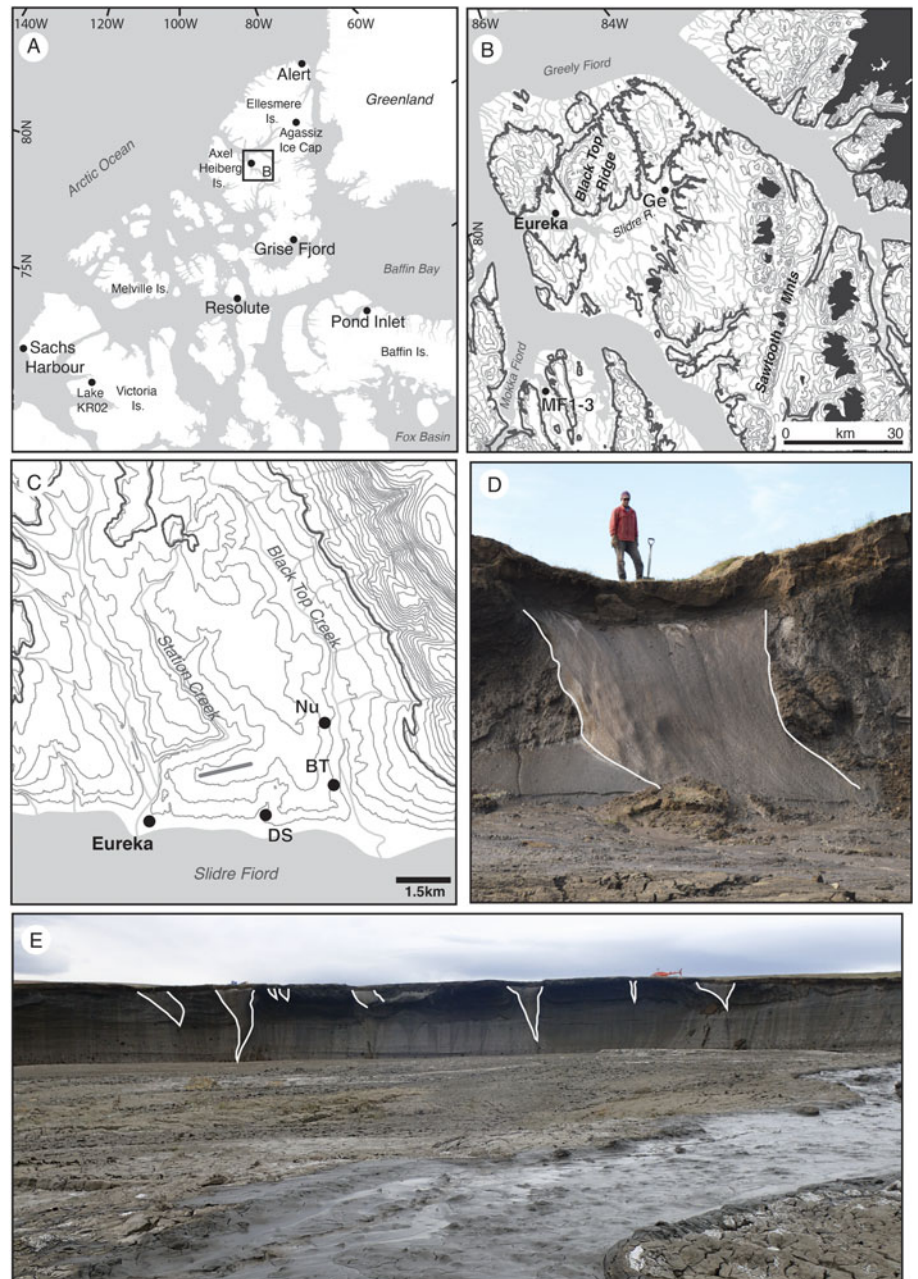 140W
120W
100W
80W
60W
A
Alert
Ellesmere
Is.
Greenland
80N
Agassiz
Ice Cap
Axel
Heiberg
Is.
B
Arctic Ocean
Grise Fjord
75N
Baffin Bay
Melville Is.
Resolute
Pond Inlet
Sachs
Harbour
Baffin Is.
Lake
KR02
Victoria
Is.
Fox Basin
86W
84W
B
Greely Fiord
Black Top
Ridge
Ge
Slidre R.
Eureka
80N
Sawtooth Mnts
Mokka Fiord
MF1-3
0 30
km
C
Black Top Creek
Station Creek
Nu
BT
Eureka
DS
Slidre Fiord
1.5km
D
E